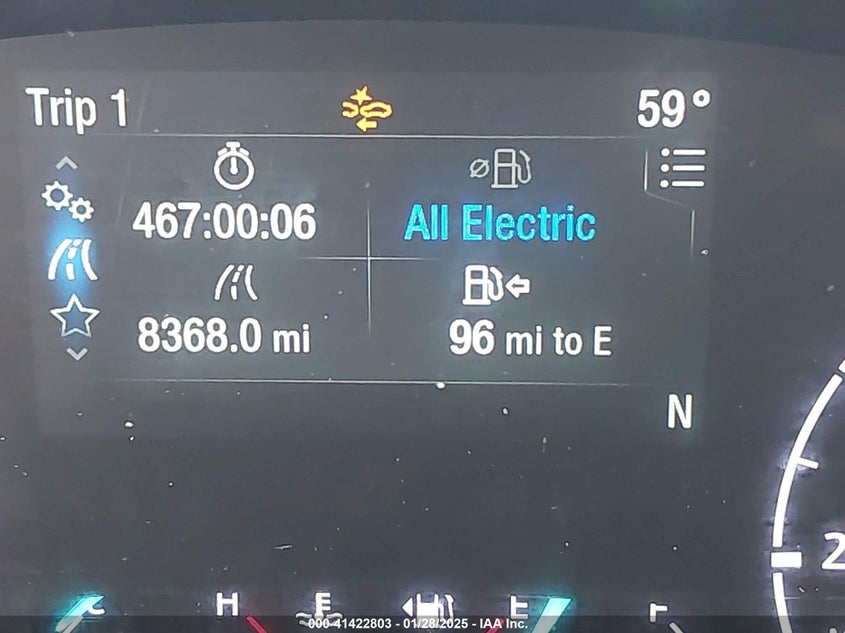 Trip 1
59°
467:00:06
All Electric
8368.0 mi
96 mi to E
N
2
C
H
E
F
000-41422803 - 01/28/2025 - IAA Inc.